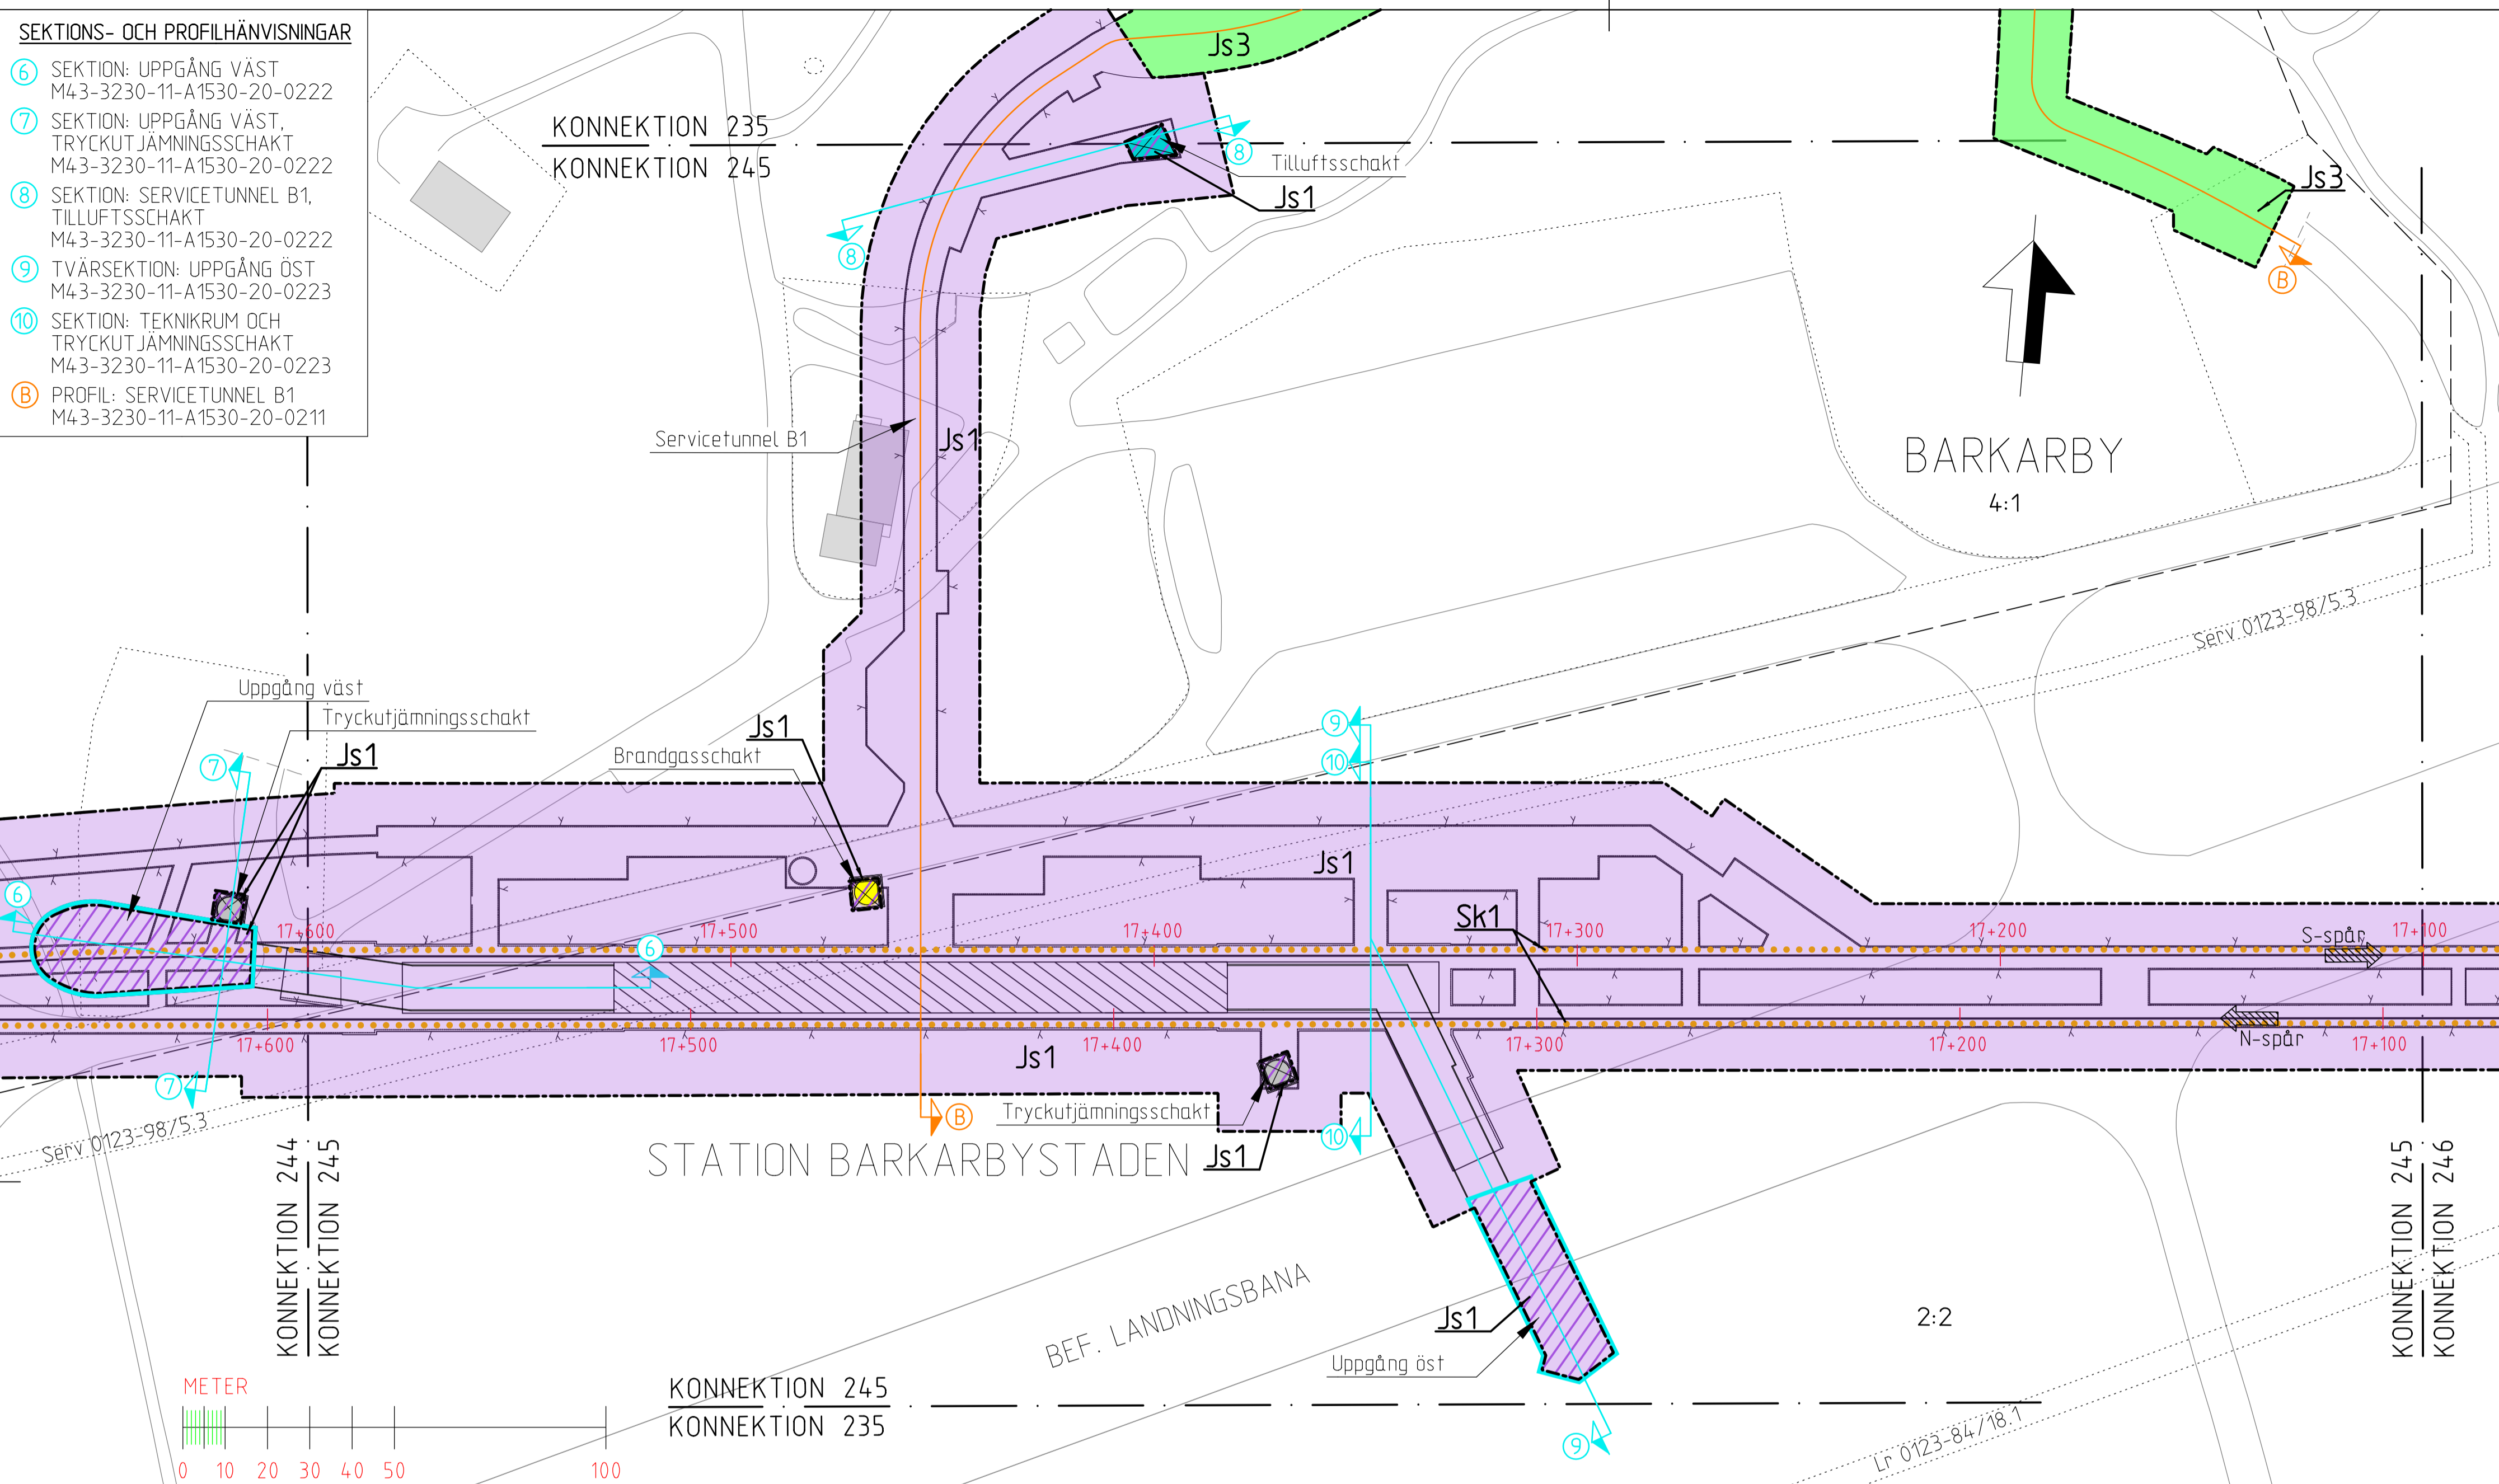 SEKTIONS- OCH PROFILHÄNVISNINGAR
6 SEKTION: UPPGÅNG VÄST
M43-3230-11-A1530-20-0222
7 SEKTION: UPPGÅNG VÄST,
TRYCKUTJÄMNINGSSCHAKT
M43-3230-11-A1530-20-0222
8 SEKTION: SERVICETUNNEL B1,
TILLUFTSSCHAKT
M43-3230-11-A1530-20-0222
9 TVÄRSEKTION: UPPGÅNG ÖST
M43-3230-11-A1530-20-0223
10 SEKTION: TEKNIKRUM OCH
TRYCKUTJÄMNINGSSCHAKT
M43-3230-11-A1530-20-0223
B PROFIL: SERVICETUNNEL B1
M43-3230-11-A1530-20-0211
Js3
KONNEKTION 235
KONNEKTION 245
8
Tilluftsschakt
Js1
Js3
8
B
Servicetunnel B1
Js1
BARKARBY
4:1
Serv 0123-98/5.3
Uppgång väst
Tryckutjämningsschakt
Js1
7
Js1
Brandgasschakt
9
10
Js1
6
Sk1
17+600
17+500
17+400
17+300
17+200
17+100
S-spår
6
17+600
17+500
17+400
17+300
17+200
17+100
N-spår
Js1
7
B
Tryckutjämningsschakt
10
Serv 0123-98/5.3
STATION BARKARBYSTADEN
Js1
KONNEKTION 244
KONNEKTION 245
KONNEKTION 245
KONNEKTION 246
BEF. LANDNINGSBANA
Js1
Uppgång öst
2:2
9
Lr 0123-84/18.1
KONNEKTION 245
KONNEKTION 235
METER
0 10 20 30 40 50 100